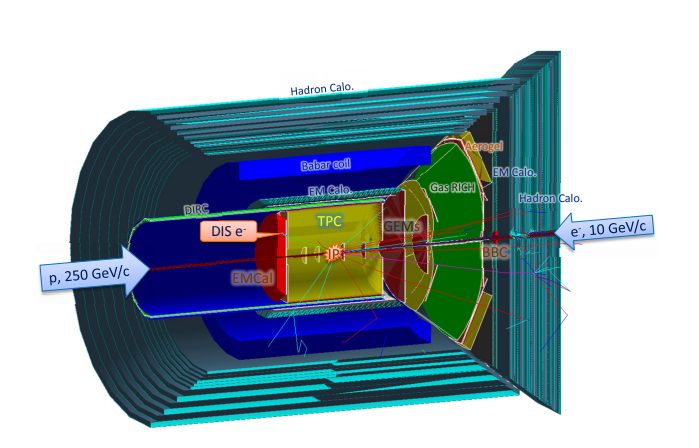 Hadron Calo.
Aerogel
Babar coil
EM Calo.
Gas RICH
EM Calo.
Hadron Calo.
DIRC
TPC
DIS e-
GEMs
e-, 10 GeV/c
IP
BBC
p, 250 GeV/c
EMCal